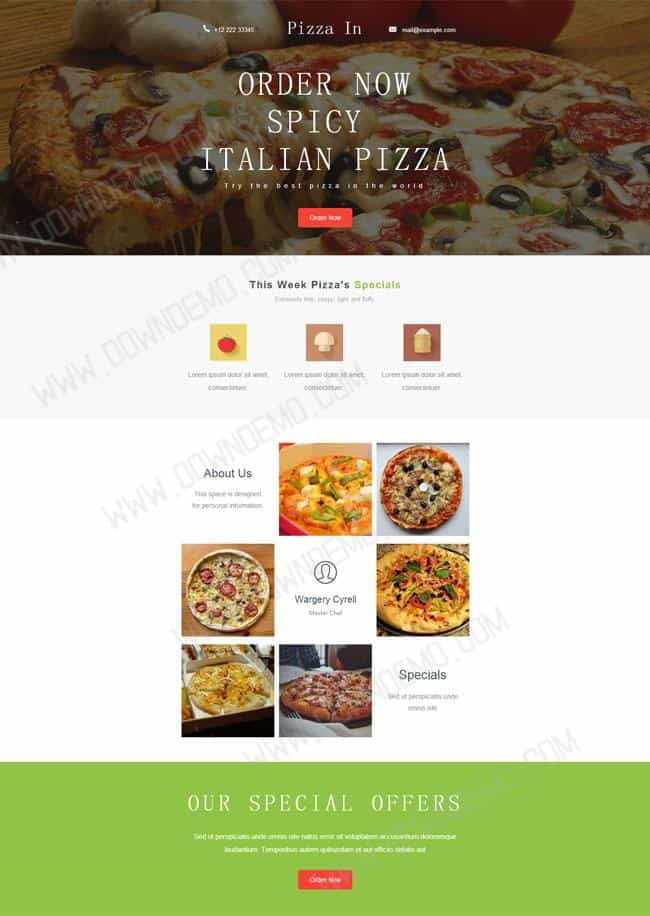 +12 222 33345
Pizza In
mail@example.com
ORDER NOW
SPICY
ITALIAN PIZZA
Try the best pizza in the world
Order Now
This Week Pizza's Specials
Extremely thin, crispy, light and fluffy
Lorem ipsum dolor sit amet,
consectetuer.
Lorem ipsum dolor sit amet,
consectetuer.
Lorem ipsum dolor sit amet,
consectetuer.
About Us
This space is designed
for personal information.
Wargery Cyrell
Master Chef
Specials
Sed ut perspiciatis unde
omnis iste
OUR SPECIAL OFFERS
Sed ut perspiciatis unde omnis iste natus error sit voluptatem accusantium doloremque
laudantium. Temporibus autem quibusdam et aut officiis debitis aut
Order Now
WWW.DOWNDEMO.COM
WWW.DOWNDEMO.COM
WWW.DOWNDEMO.COM
WWW.DOWNDEMO.COM